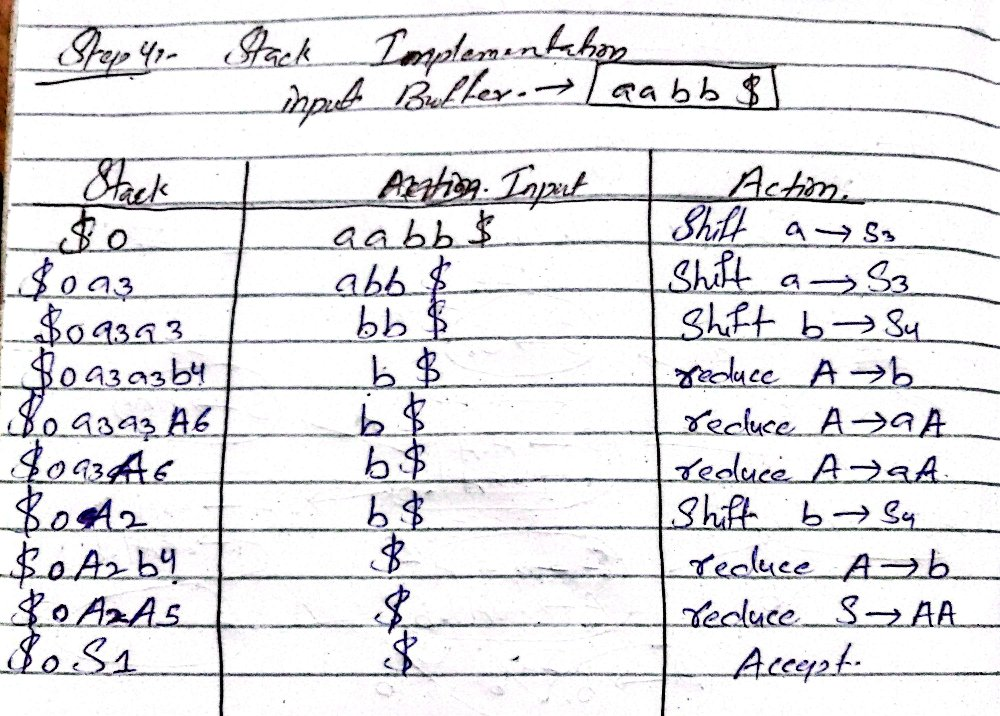 Step 4:- Stack Implementation
input Buffer. → aabb $
Stack Input Action.
$0 aabb $ Shift a → S3
$0a3 abb $ Shift a → S3
$0a3a3 bb $ Shift b → S4
$0a3a3b4 b $ reduce A → b
$0a3a3A6 b $ reduce A → aA
$0a3A6 b $ reduce A → aA.
$0A2 b $ Shift b → S4
$0A2b4 $ reduce A → b
$0A2A5 $ reduce S → AA
$0S1 $ Accept.